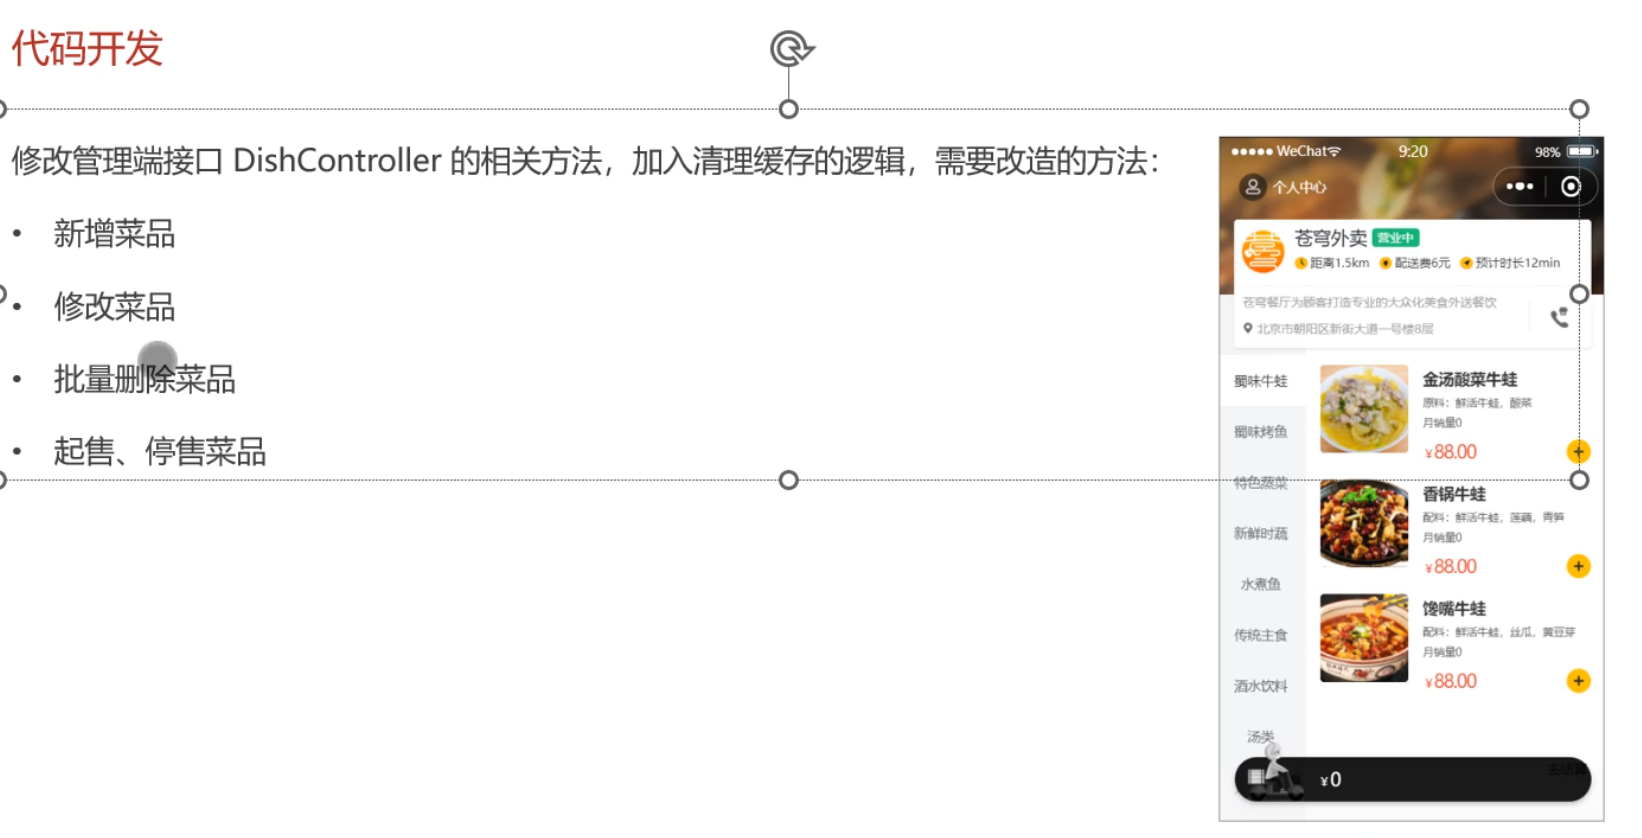 代码开发
修改管理端接口 DishController 的相关方法，加入清理缓存的逻辑，需要改造的方法：
• 新增菜品
• 修改菜品
• 批量删除菜品
• 起售、停售菜品
WeChat 9:20 98%
个人中心
苍穹外卖 营业中
距离1.5km 配送费6元 预计时长12min
苍穹餐厅为顾客打造专业的大众化美食外送餐饮
北京市朝阳区新街大道一号楼8层
蜀味牛蛙
蜀味烤鱼
特色蒸菜
新鲜时蔬
水煮鱼
传统主食
酒水饮料
汤类
金汤酸菜牛蛙
原料：鲜活牛蛙，酸菜
月销量0
¥88.00
香锅牛蛙
配料：鲜活牛蛙，莲藕，青笋
月销量0
¥88.00
馋嘴牛蛙
配料：鲜活牛蛙，丝瓜，黄豆芽
月销量0
¥88.00
¥0
去结算